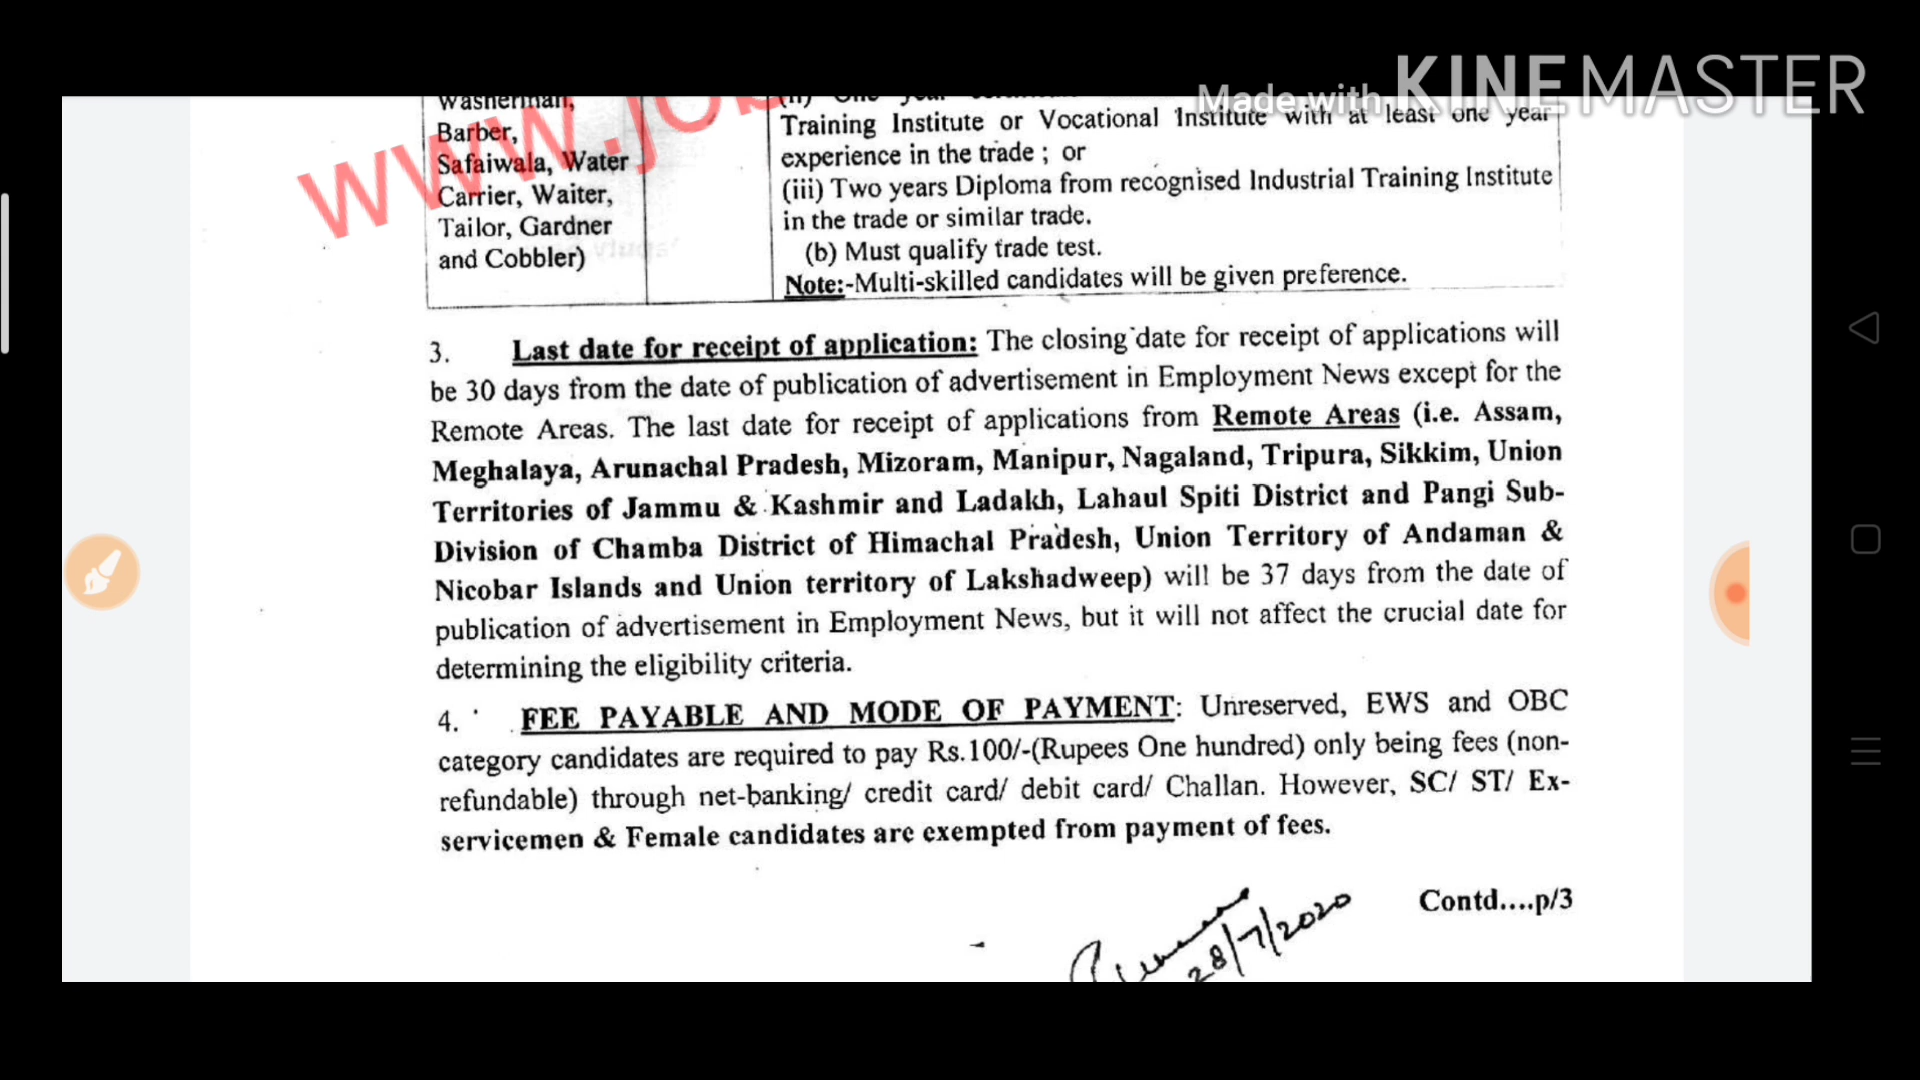 Made with KINEMASTER
www.job
Washerman,
Barber,
Safaiwala, Water
Carrier, Waiter,
Tailor, Gardner
and Cobbler)
(ii) One year
Training Institute or Vocational Institute with at least one year
experience in the trade ; or
(iii) Two years Diploma from recognised Industrial Training Institute
in the trade or similar trade.
(b) Must qualify trade test.
Note:-Multi-skilled candidates will be given preference.
3. Last date for receipt of application: The closing date for receipt of applications will
be 30 days from the date of publication of advertisement in Employment News except for the
Remote Areas. The last date for receipt of applications from Remote Areas (i.e. Assam,
Meghalaya, Arunachal Pradesh, Mizoram, Manipur, Nagaland, Tripura, Sikkim, Union
Territories of Jammu & Kashmir and Ladakh, Lahaul Spiti District and Pangi Sub-
Division of Chamba District of Himachal Pradesh, Union Territory of Andaman &
Nicobar Islands and Union territory of Lakshadweep) will be 37 days from the date of
publication of advertisement in Employment News, but it will not affect the crucial date for
determining the eligibility criteria.
4. FEE PAYABLE AND MODE OF PAYMENT: Unreserved, EWS and OBC
category candidates are required to pay Rs.100/-(Rupees One hundred) only being fees (non-
refundable) through net-banking/ credit card/ debit card/ Challan. However, SC/ ST/ Ex-
servicemen & Female candidates are exempted from payment of fees.
Contd....p/3
28/7/2020